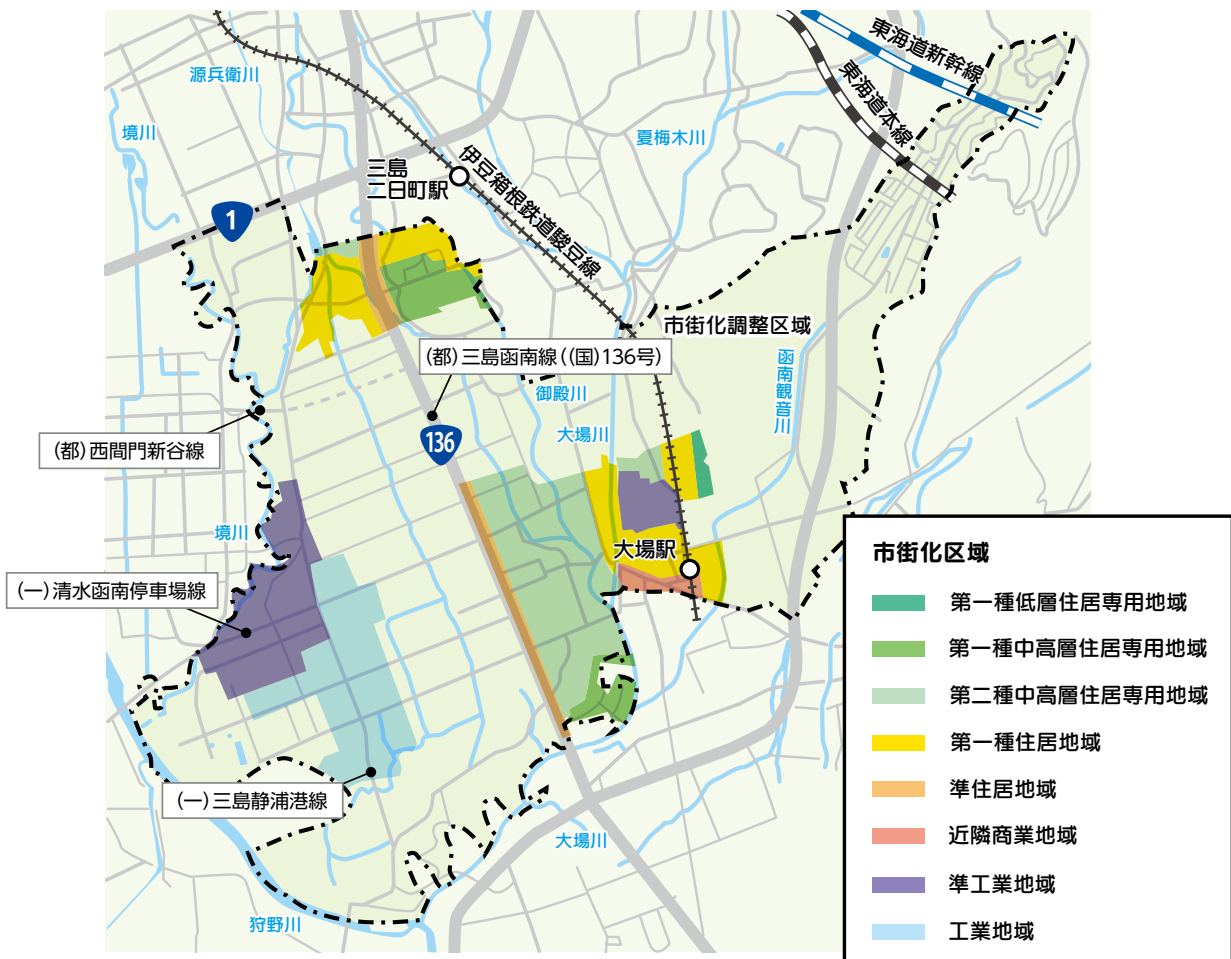 東海道新幹線
東海道本線
源兵衛川
境川
夏梅木川
三島
二日町駅
伊豆箱根鉄道駿豆線
1
市街化調整区域
(都)三島函南線((国)136号)
函南観音川
御殿川
大場川
136
(都)西間門新谷線
境川
大場駅
(一)清水函南停車場線
(一)三島静浦港線
大場川
狩野川
市街化区域
第一種低層住居専用地域
第一種中高層住居専用地域
第二種中高層住居専用地域
第一種住居地域
準住居地域
近隣商業地域
準工業地域
工業地域